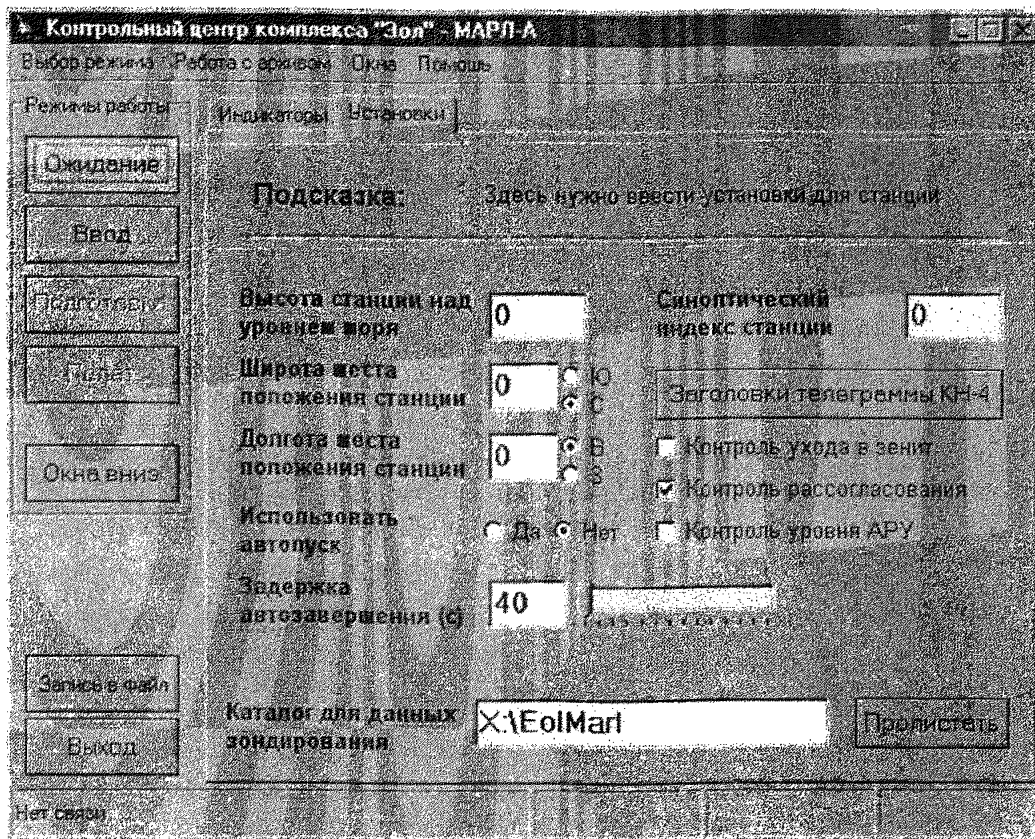 Контрольный центр комплекса "Эол" - МАРЛ-А
Выбор режима Работа с архивом Окна Помощь
Режимы работы
Индикаторы Установки
Ожидание
Ввод
Подсказка: Здесь нужно ввести установки для станции
Подготовка
Полет
Окна вниз
Высота станции над
уровнем моря
0
Синоптический
индекс станции
0
Широта места
положения станции
0
Ю
С
Заголовки телеграммы КН-4
Долгота места
положения станции
0
В
З
Контроль ухода в зенит
Контроль рассогласования
Контроль уровня АРУ
Использовать
автопуск
Да Нет
Задержка
автозавершения (с)
40
Запись в файл
Выход
Каталог для данных
зондирования
X:\EolMarl
Пролистать
Нет связи